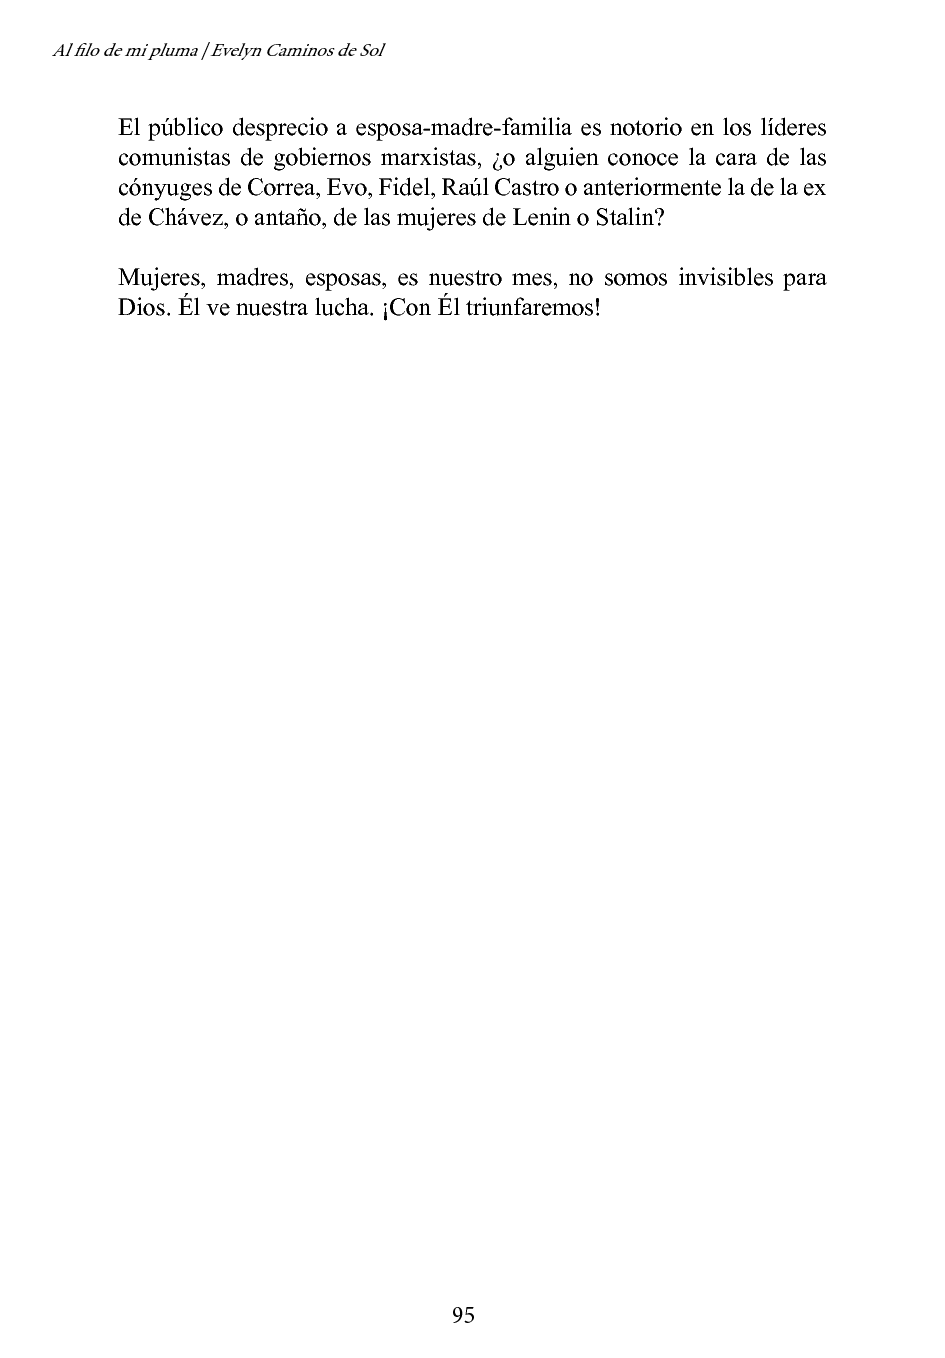 Al filo de mi pluma | Evelyn Caminos de Sol
El público desprecio a esposa-madre-familia es notorio en los líderes
comunistas de gobiernos marxistas, ¿o alguien conoce la cara de las
cónyuges de Correa, Evo, Fidel, Raúl Castro o anteriormente la de la ex
de Chávez, o antaño, de las mujeres de Lenin o Stalin?
Mujeres, madres, esposas, es nuestro mes, no somos invisibles para
Dios. Él ve nuestra lucha. ¡Con Él triunfaremos!
95